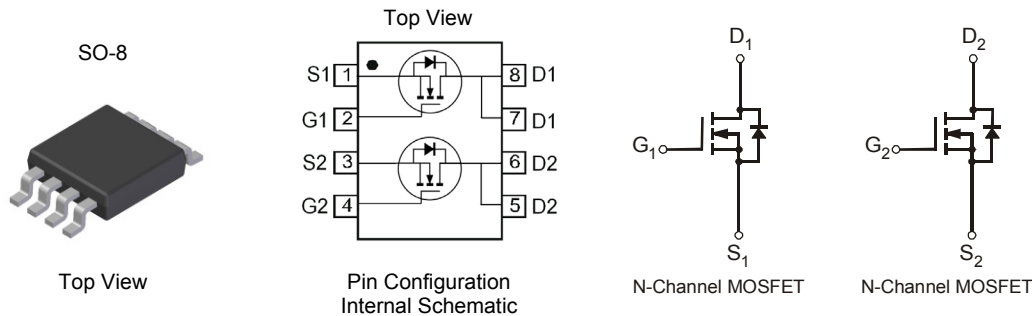 SO-8
Top View
Top View
S1 1 8 D1
G1 2 7 D1
S2 3 6 D2
G2 4 5 D2
Pin Configuration
Internal Schematic
D1
G1
S1
N-Channel MOSFET
D2
G2
S2
N-Channel MOSFET